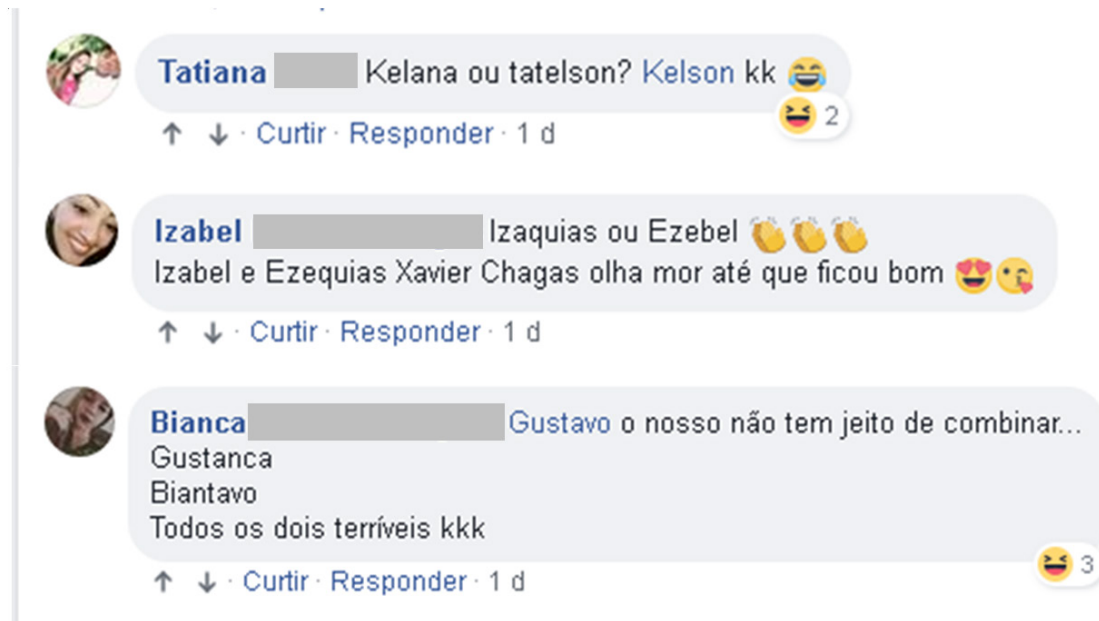 Tatiana Kelana ou tatelson? Kelson kk 😂
😆 2
↑ ↓ · Curtir · Responder · 1 d
Izabel Izaquias ou Ezebel 👏👏👏
Izabel e Ezequias Xavier Chagas olha mor até que ficou bom 😍😘
↑ ↓ · Curtir · Responder · 1 d
Bianca Gustavo o nosso não tem jeito de combinar...
Gustanca
Biantavo
Todos os dois terríveis kkk
😆 3
↑ ↓ · Curtir · Responder · 1 d